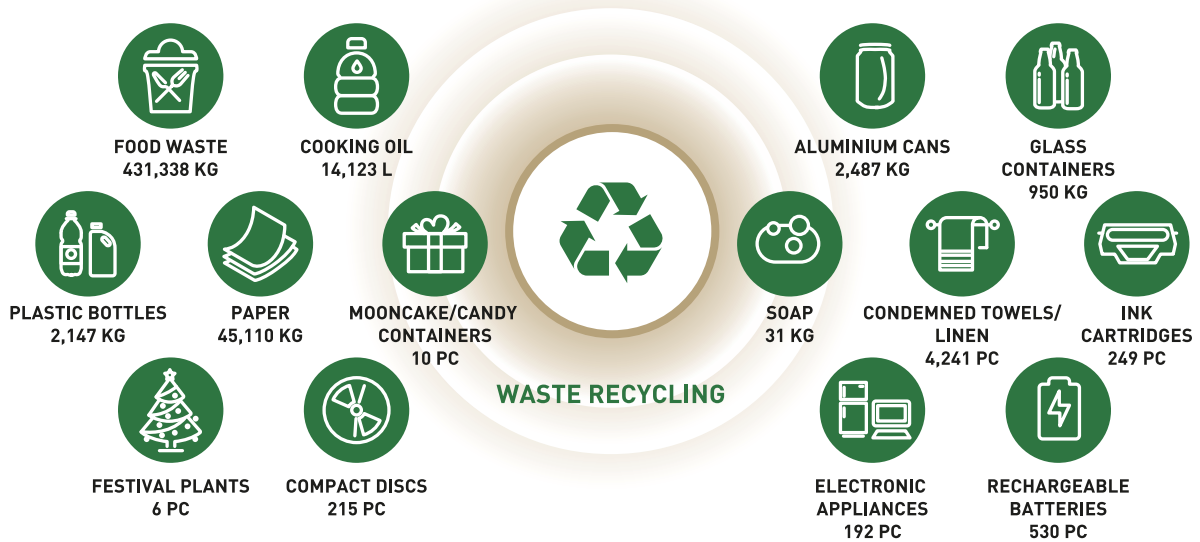 FOOD WASTE
431,338 KG
COOKING OIL
14,123 L
ALUMINIUM CANS
2,487 KG
GLASS
CONTAINERS
950 KG
PLASTIC BOTTLES
2,147 KG
PAPER
45,110 KG
MOONCAKE/CANDY
CONTAINERS
10 PC
SOAP
31 KG
CONDEMNED TOWELS/
LINEN
4,241 PC
INK
CARTRIDGES
249 PC
WASTE RECYCLING
FESTIVAL PLANTS
6 PC
COMPACT DISCS
215 PC
ELECTRONIC
APPLIANCES
192 PC
RECHARGEABLE
BATTERIES
530 PC